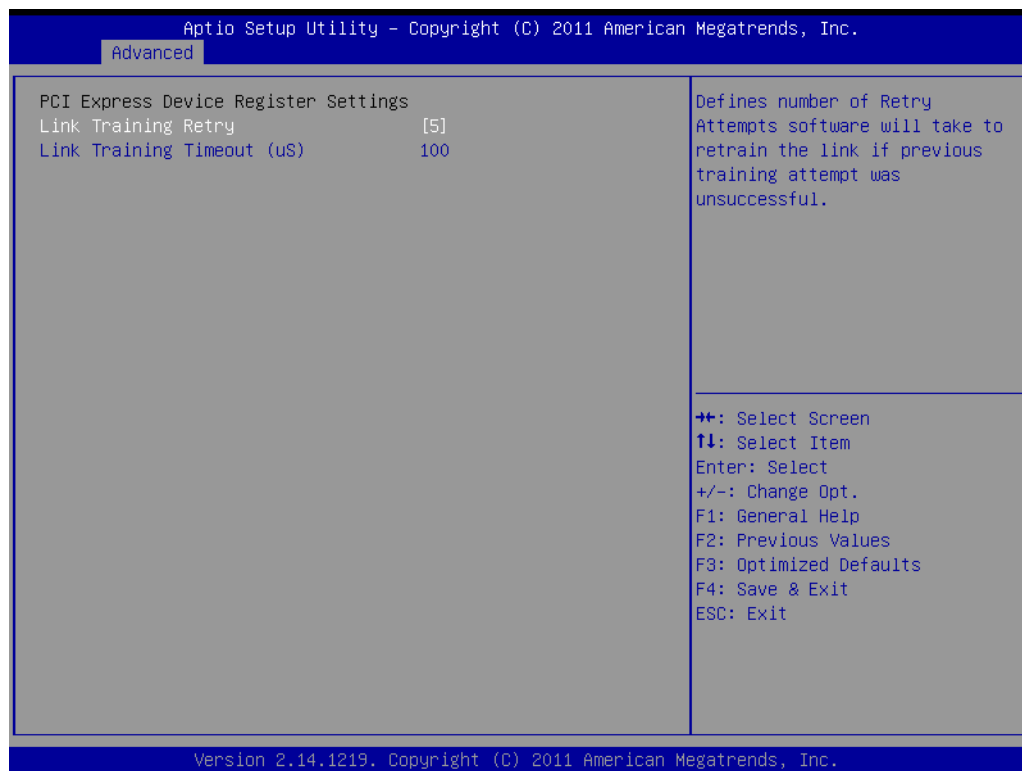 Aptio Setup Utility – Copyright (C) 2011 American Megatrends, Inc.
Advanced
PCI Express Device Register Settings
Link Training Retry [5]
Link Training Timeout (uS) 100
Defines number of Retry
Attempts software will take to
retrain the link if previous
training attempt was
unsuccessful.
→←: Select Screen
↑↓: Select Item
Enter: Select
+/-: Change Opt.
F1: General Help
F2: Previous Values
F3: Optimized Defaults
F4: Save & Exit
ESC: Exit
Version 2.14.1219. Copyright (C) 2011 American Megatrends, Inc.